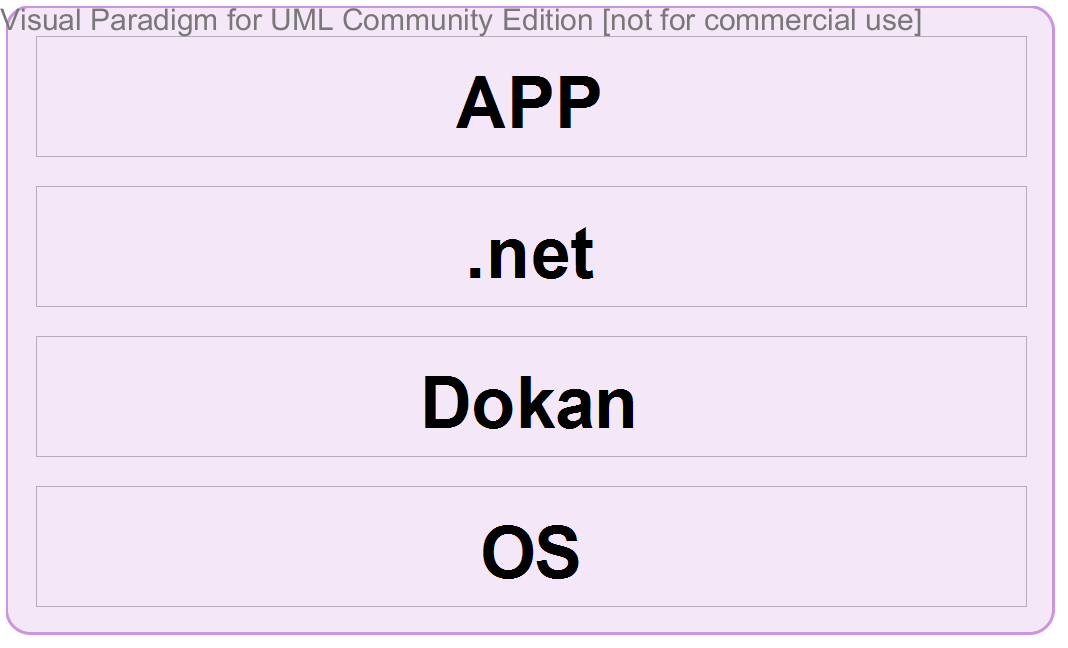 Visual Paradigm for UML Community Edition [not for commercial use]
APP
.net
Dokan
OS